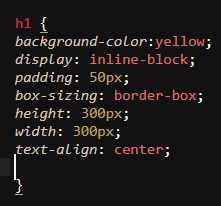 h1 {
background-color:yellow;
display: inline-block;
padding: 50px;
box-sizing: border-box;
height: 300px;
width: 300px;
text-align: center;
}